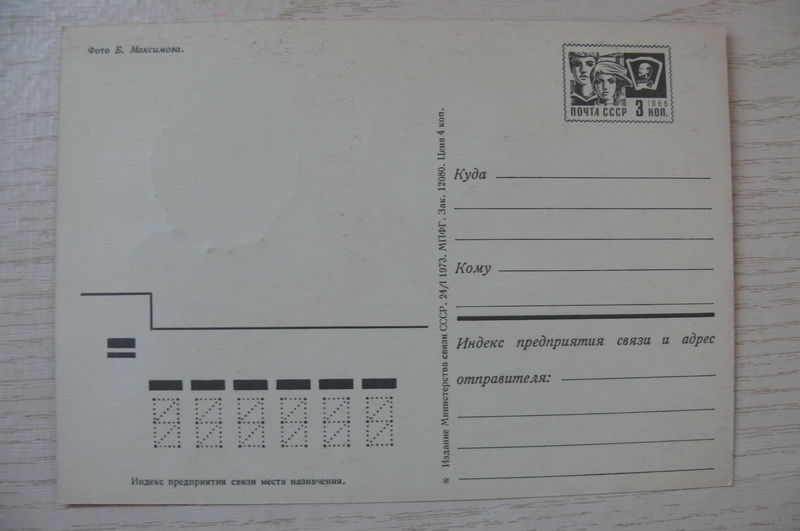 Фото Б. Максимова.
1966
ПОЧТА СССР 3 КОП.
Куда
Кому
Индекс предприятия связи и адрес
отправителя:
* Издание Министерства связи СССР. 24/I 1973. МПФГ. Зак. 12080. Цена 4 коп.
Индекс предприятия связи места назначения.